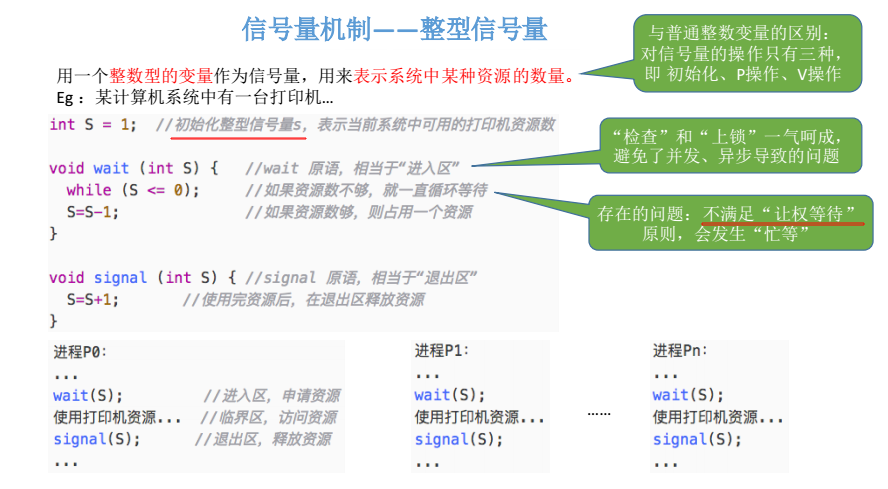 信号量机制——整型信号量
与普通整数变量的区别：
对信号量的操作只有三种，
即 初始化、P操作、V操作
用一个整数型的变量作为信号量，用来表示系统中某种资源的数量。
Eg：某计算机系统中有一台打印机…
int S = 1;  //初始化整型信号量s，表示当前系统中可用的打印机资源数
“检查”和“上锁”一气呵成，
避免了并发、异步导致的问题
void wait (int S) {   //wait 原语，相当于“进入区”
while (S <= 0);     //如果资源数不够，就一直循环等待
S=S-1;              //如果资源数够，则占用一个资源
}
存在的问题：不满足“让权等待”
原则，会发生“忙等”
void signal (int S) { //signal 原语，相当于“退出区”
S=S+1;       //使用完资源后，在退出区释放资源
}
进程P0：
...
wait(S);         //进入区，申请资源
使用打印机资源...  //临界区，访问资源
signal(S);       //退出区，释放资源
...
进程P1：
...
wait(S);
使用打印机资源...
signal(S);
...
……
进程Pn：
...
wait(S);
使用打印机资源...
signal(S);
...